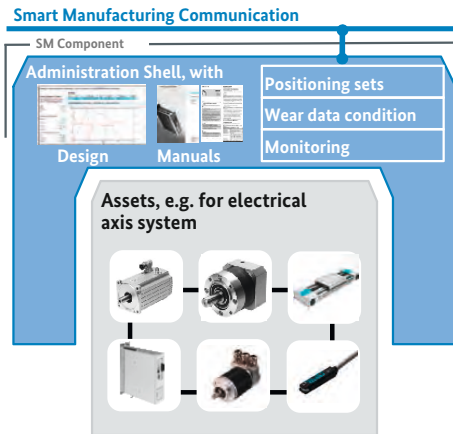 Smart Manufacturing Communication
SM Component
Administration Shell, with
Design
Manuals
Positioning sets
Wear data condition
Monitoring
Assets, e.g. for electrical
axis system